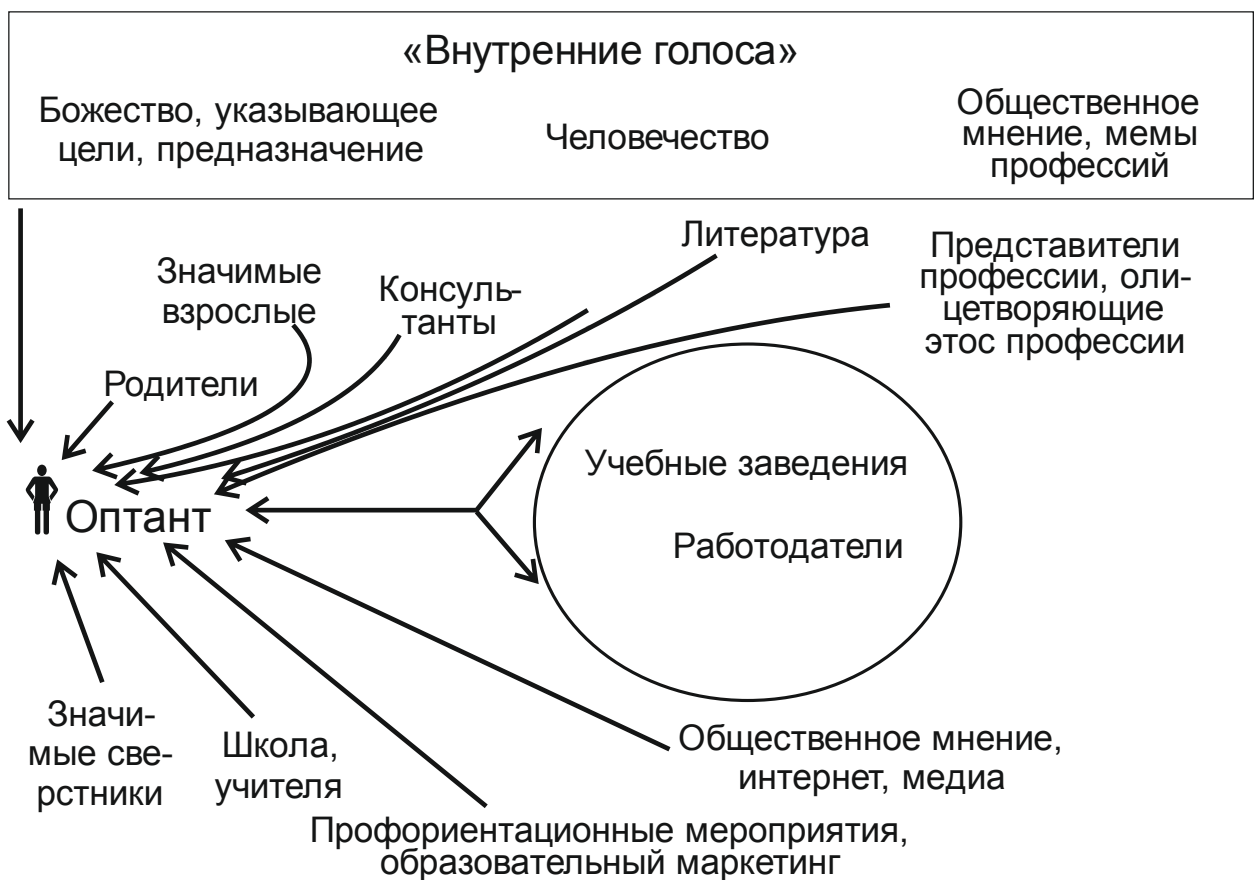 «Внутренние голоса»
Божество, указывающее
цели, предназначение
Человечество
Общественное
мнение, мемы
профессий
Литература
Представители
профессии, оли-
цетворяющие
этос профессии
Значимые
взрослые
Консуль-
танты
Родители
Учебные заведения
Оптант
Работодатели
Значи-
мые све-
рстники
Школа,
учителя
Общественное мнение,
интернет, медиа
Профориентационные мероприятия,
образовательный маркетинг